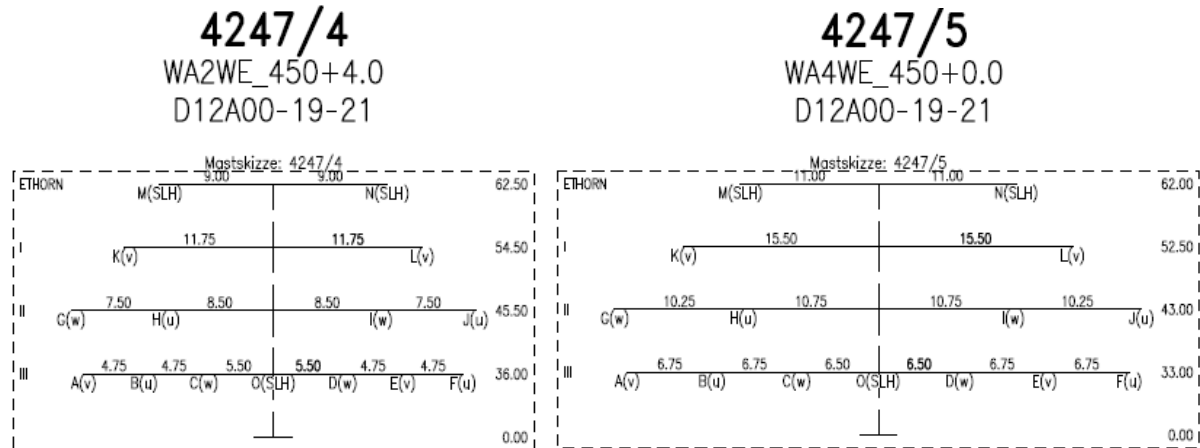 4247/4
WA2WE_450+4.0
D12A00-19-21
Mastskizze: 4247/4
9.00 9.00
ETHORN 62.50
M(SLH) N(SLH)
11.75 11.75
I 54.50
K(v) L(v)
7.50 8.50 8.50 7.50
II 45.50
G(w) H(u) I(w) J(u)
4.75 4.75 5.50 5.50 4.75 4.75
III 36.00
A(v) B(u) C(w) O(SLH) D(w) E(v) F(u)
0.00
4247/5
WA4WE_450+0.0
D12A00-19-21
Mastskizze: 4247/5
11.00 11.00
ETHORN 62.00
M(SLH) N(SLH)
15.50 15.50
I 52.50
K(v) L(v)
10.25 10.75 10.75 10.25
II 43.00
G(w) H(u) I(w) J(u)
6.75 6.75 6.50 6.50 6.75 6.75
III 33.00
A(v) B(u) C(w) O(SLH) D(w) E(v) F(u)
0.00